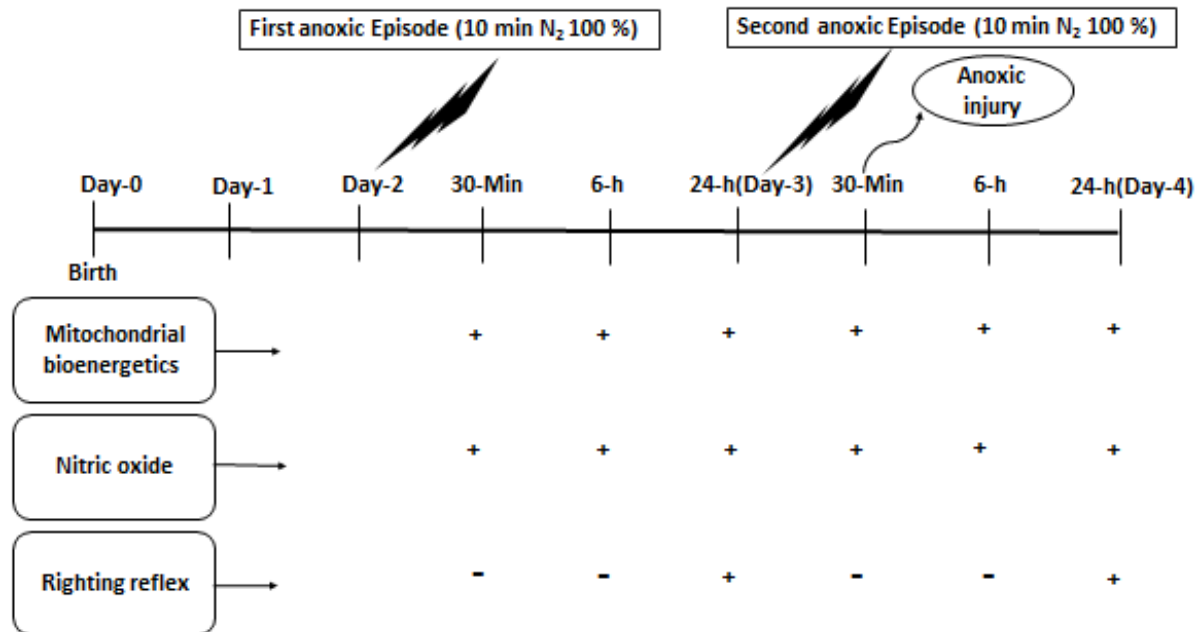 First anoxic Episode (10 min N₂ 100 %)
Second anoxic Episode (10 min N₂ 100 %)
Anoxic
injury
Day-0 Day-1 Day-2 30-Min 6-h 24-h(Day-3) 30-Min 6-h 24-h(Day-4)
Birth
Mitochondrial
bioenergetics
+ + + + + +
Nitric oxide + + + + + +
Righting reflex - - + - - +